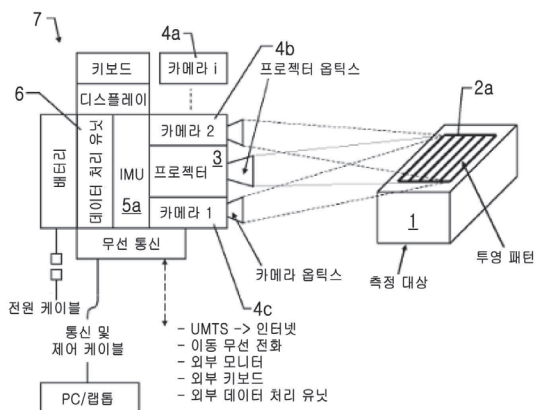 7
4a
4b
키보드
카메라 i
프로젝터 옵틱스
6
디스플레이
2a
배터리
데이터 처리 유닛
IMU
5a
카메라 2
3
프로젝터
카메라 1
1
무선 통신
카메라 옵틱스
측정 대상
투영 패턴
4c
전원 케이블
통신 및
제어 케이블
PC/랩톱
- UMTS -> 인터넷
- 이동 무선 전화
- 외부 모니터
- 외부 키보드
- 외부 데이터 처리 유닛